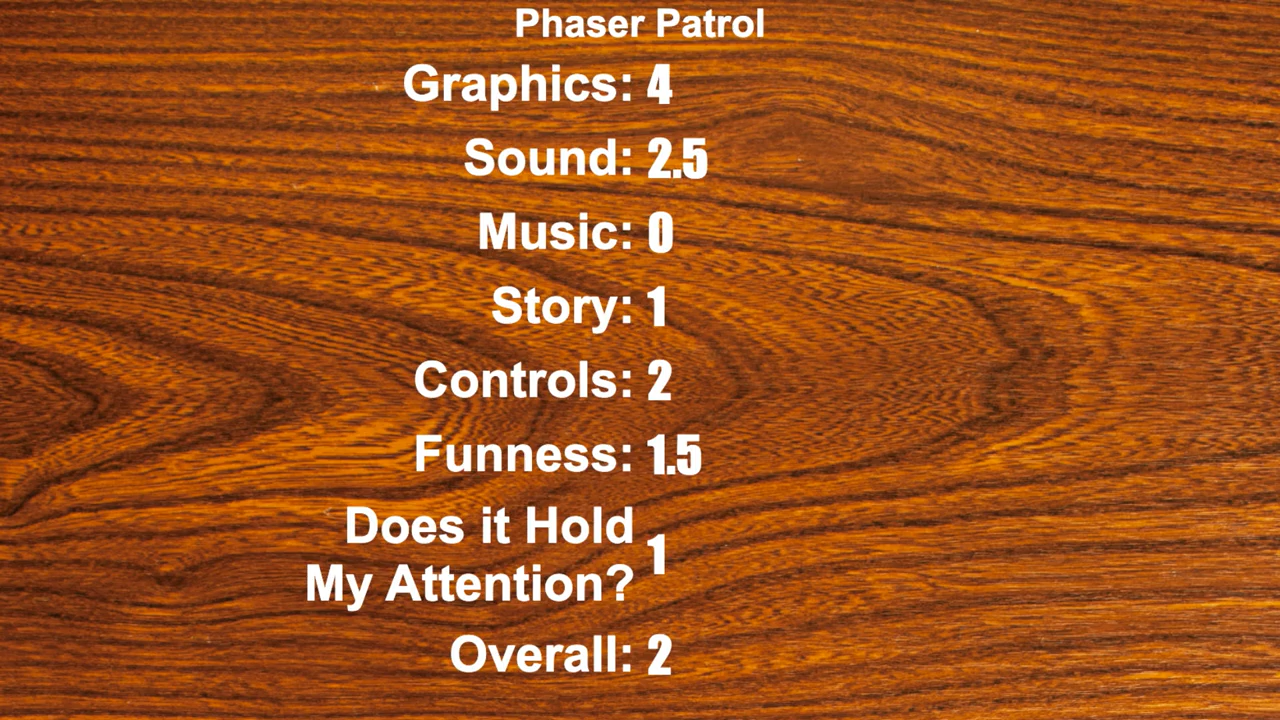 Phaser Patrol
Graphics: 4
Sound: 2.5
Music: 0
Story: 1
Controls: 2
Funness: 1.5
Does it Hold
My Attention? 1
Overall: 2